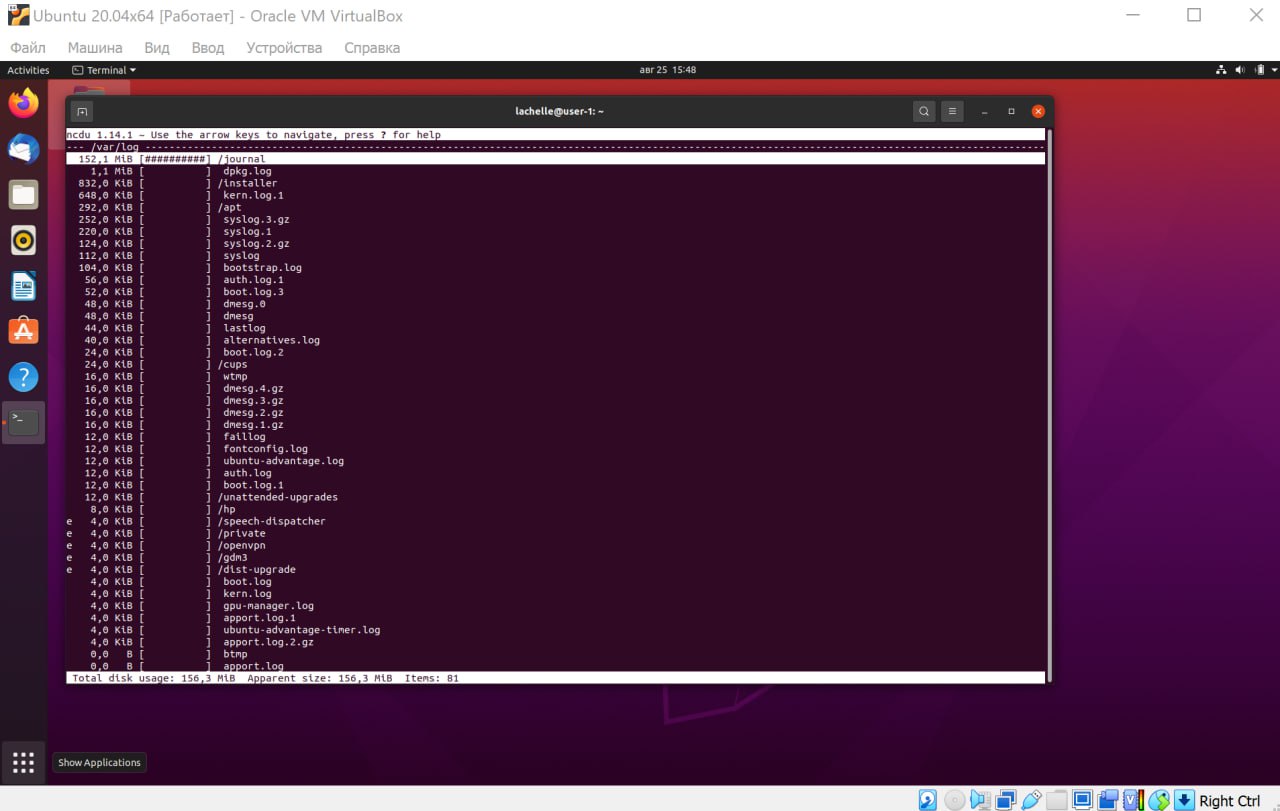 Ubuntu 20.04x64 [Работает] - Oracle VM VirtualBox
Файл Машина Вид Ввод Устройства Справка
Activities Terminal авг 25 15:48
lachelle@user-1: ~
ncdu 1.14.1 ~ Use the arrow keys to navigate, press ? for help
--- /var/log ---
152,1 MiB [##########] /journal
1,1 MiB [          ] dpkg.log
832,0 KiB [          ] /installer
648,0 KiB [          ] kern.log.1
292,0 KiB [          ] /apt
252,0 KiB [          ] syslog.3.gz
220,0 KiB [          ] syslog.1
124,0 KiB [          ] syslog.2.gz
112,0 KiB [          ] syslog
104,0 KiB [          ] bootstrap.log
56,0 KiB [          ] auth.log.1
52,0 KiB [          ] boot.log.3
48,0 KiB [          ] dmesg.0
48,0 KiB [          ] dmesg
44,0 KiB [          ] lastlog
40,0 KiB [          ] alternatives.log
24,0 KiB [          ] boot.log.2
24,0 KiB [          ] /cups
16,0 KiB [          ] wtmp
16,0 KiB [          ] dmesg.4.gz
16,0 KiB [          ] dmesg.3.gz
16,0 KiB [          ] dmesg.2.gz
16,0 KiB [          ] dmesg.1.gz
12,0 KiB [          ] faillog
12,0 KiB [          ] fontconfig.log
12,0 KiB [          ] ubuntu-advantage.log
12,0 KiB [          ] auth.log
12,0 KiB [          ] boot.log.1
12,0 KiB [          ] /unattended-upgrades
8,0 KiB [          ] /hp
e 4,0 KiB [          ] /speech-dispatcher
e 4,0 KiB [          ] /private
e 4,0 KiB [          ] /openvpn
e 4,0 KiB [          ] /gdm3
e 4,0 KiB [          ] /dist-upgrade
4,0 KiB [          ] boot.log
4,0 KiB [          ] kern.log
4,0 KiB [          ] gpu-manager.log
4,0 KiB [          ] apport.log.1
4,0 KiB [          ] ubuntu-advantage-timer.log
4,0 KiB [          ] apport.log.2.gz
0,0 B [          ] btmp
0,0 B [          ] apport.log
Total disk usage: 156,3 MiB Apparent size: 156,3 MiB Items: 81
Show Applications
Right Ctrl